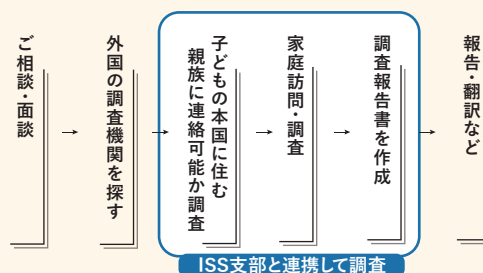 ご相談・面談
外国の調査機関を探す
子どもの本国に住む
親族に連絡可能か調査
家庭訪問・調査
調査報告書を作成
報告・翻訳など
ISS支部と連携して調査